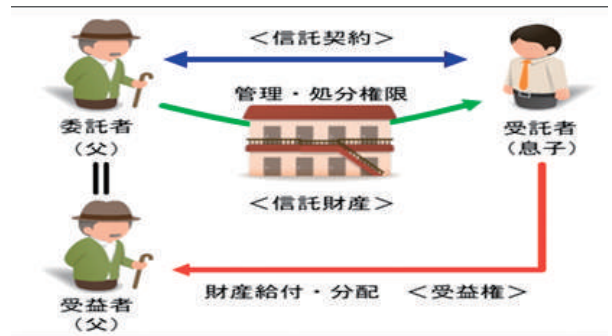 ＜信託契約＞
管理・処分権限
委託者
（父）
受託者
（息子）
＜信託財産＞
財産給付・分配　＜受益権＞
受益者
（父）